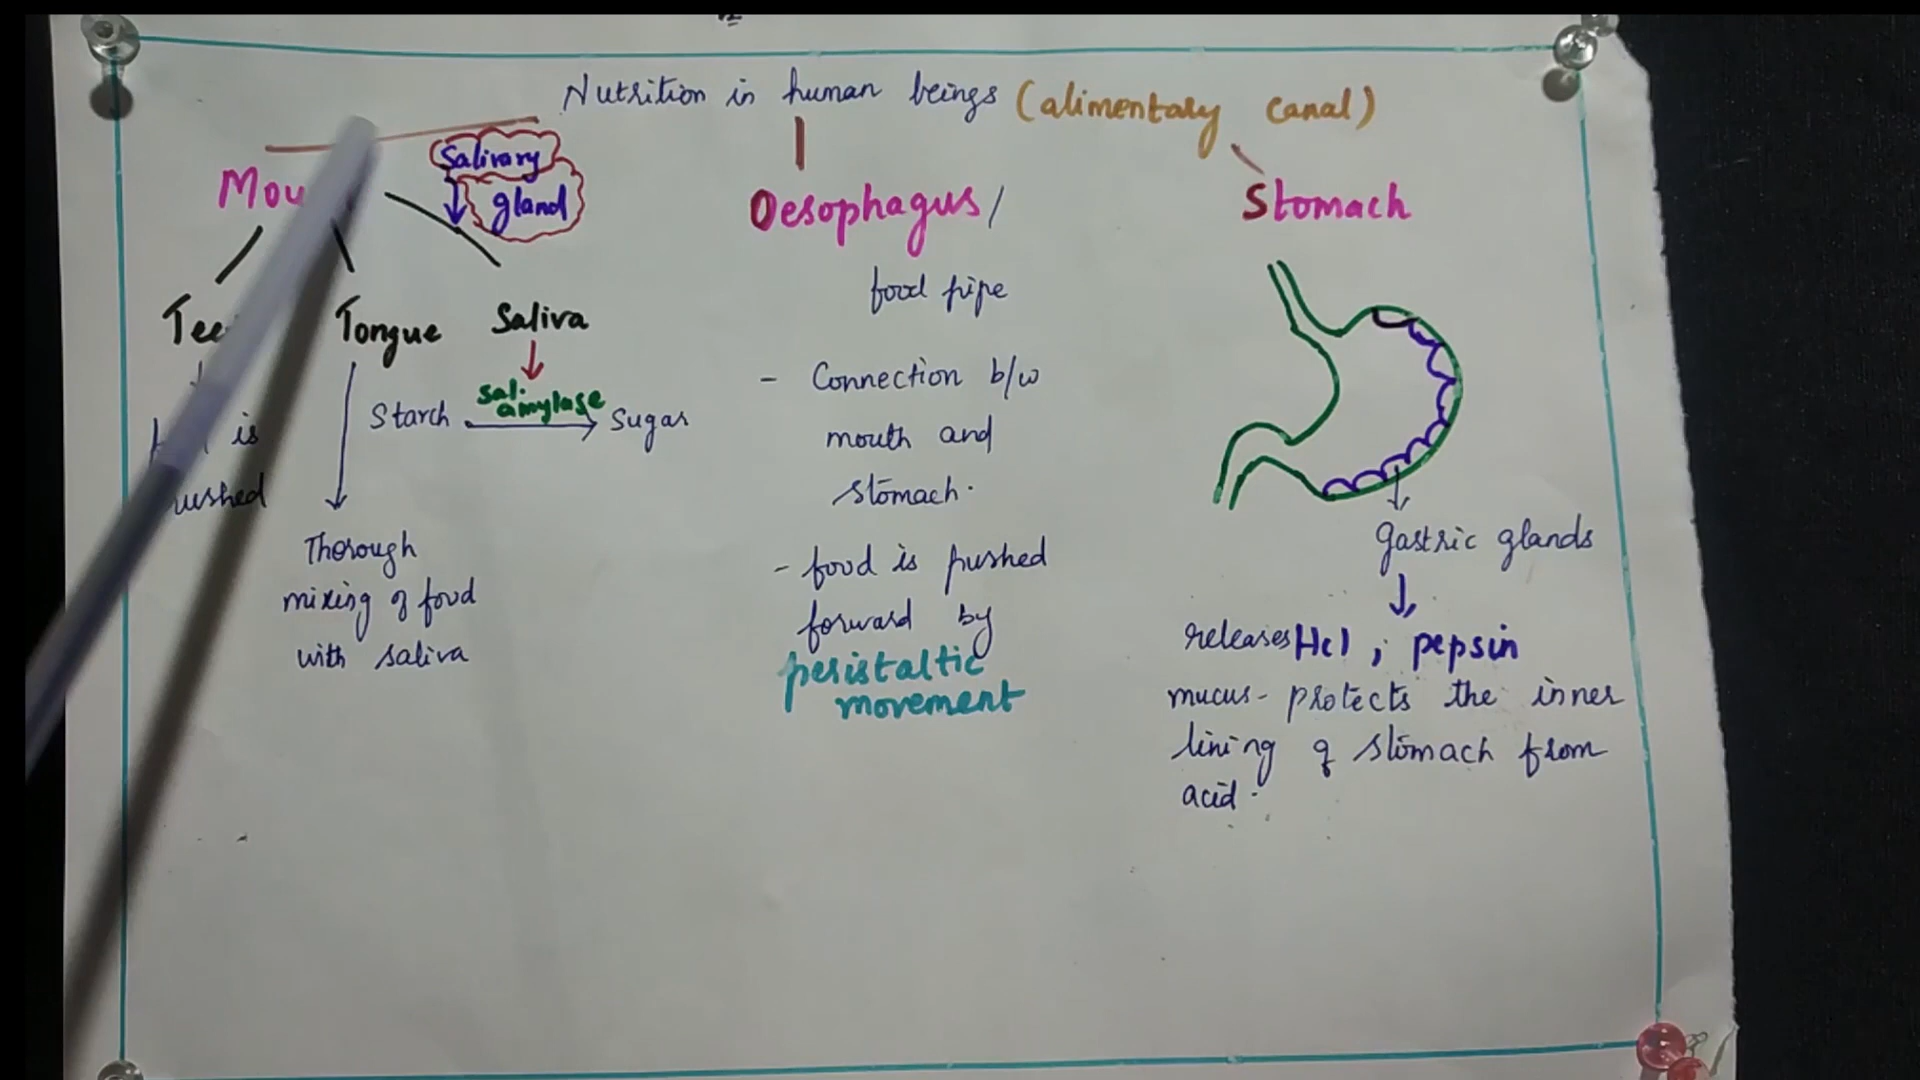 Nutrition in human beings (alimentary canal)
Salivary
gland
Tongue
Saliva
sal.
amylase
Starch
Sugar
is
Thorough
mixing of food
with saliva
Oesophagus/
food pipe
- Connection b/w
mouth and
stomach.
- food is pushed
forward by
peristaltic
movement
Stomach
gastric glands
releases Hcl, pepsin
mucus - protects the inner
lining of stomach from
acid.